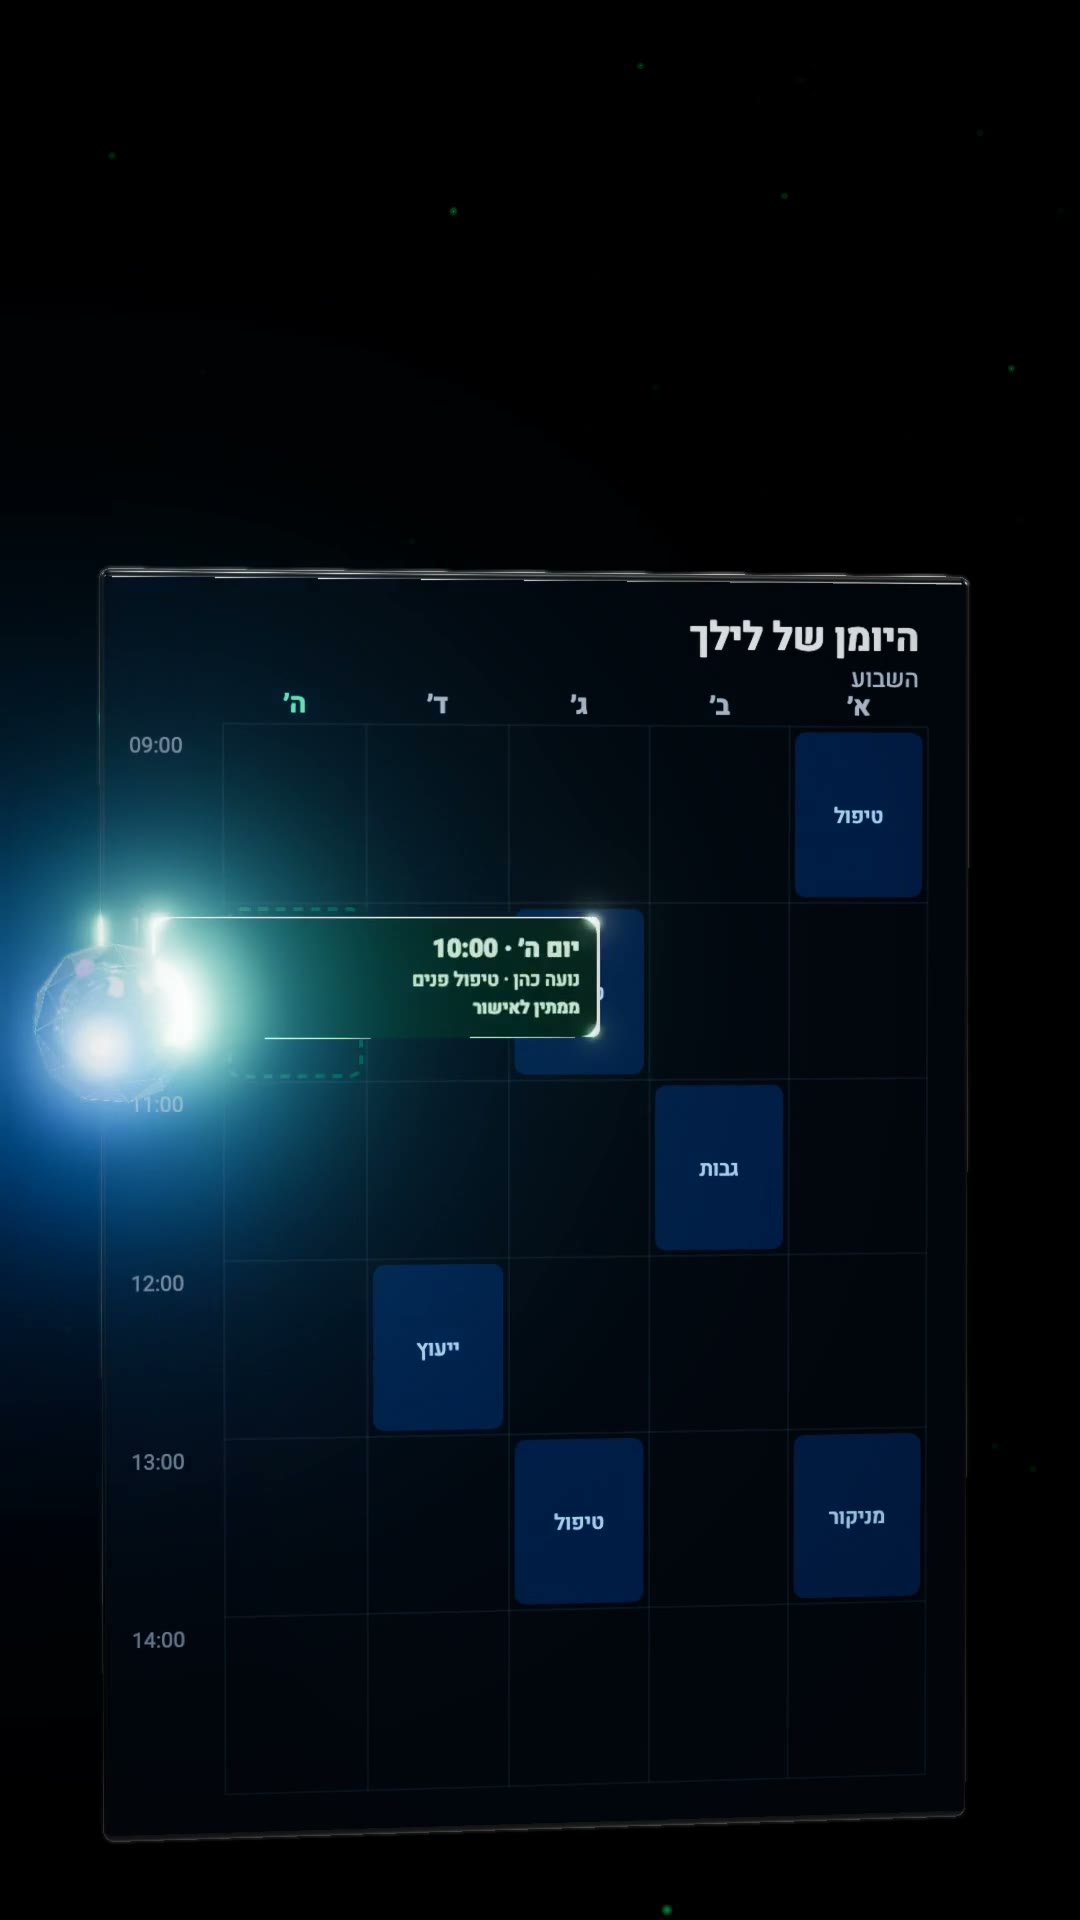 היומן של לילך
השבוע
א׳ ב׳ ג׳ ד׳ ה׳
09:00
טיפול
יום ה׳ · 10:00
נועה כהן · טיפול פנים
ממתין לאישור
11:00
גבות
12:00
ייעוץ
13:00
מניקור
טיפול
14:00